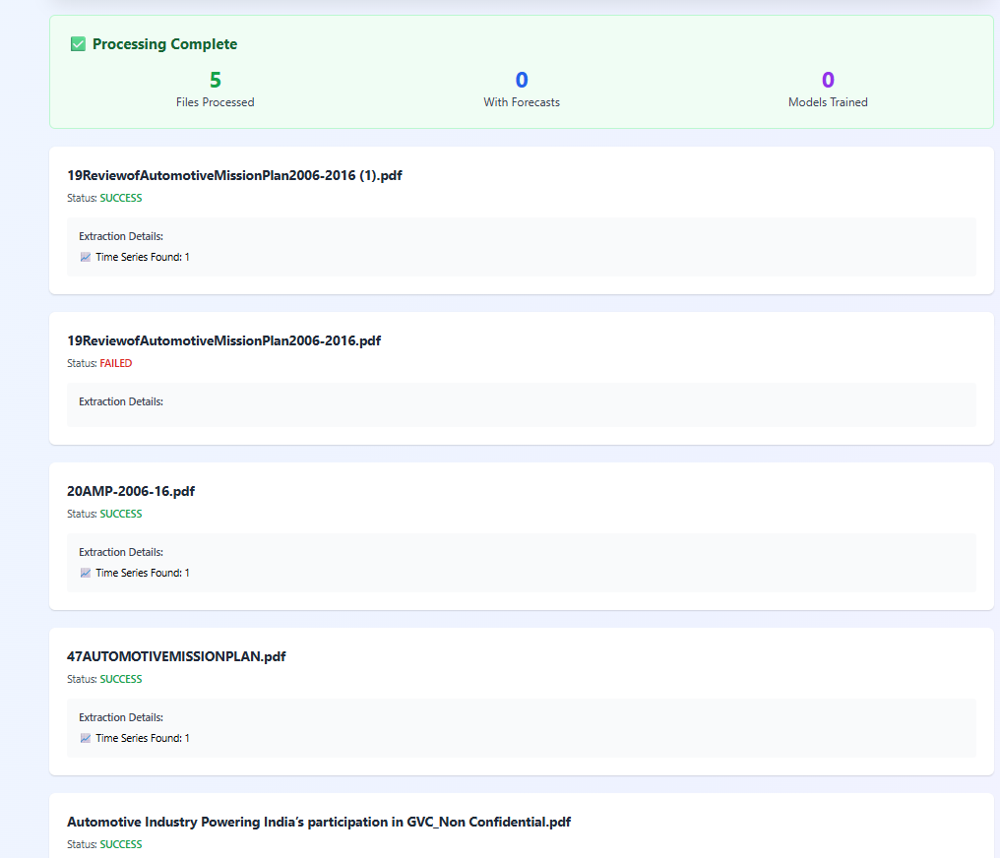 ✅ Processing Complete
5
Files Processed
0
With Forecasts
0
Models Trained
19ReviewofAutomotiveMissionPlan2006-2016 (1).pdf
Status: SUCCESS
Extraction Details:
📈 Time Series Found: 1
19ReviewofAutomotiveMissionPlan2006-2016.pdf
Status: FAILED
Extraction Details:
20AMP-2006-16.pdf
Status: SUCCESS
Extraction Details:
📈 Time Series Found: 1
47AUTOMOTIVEMISSIONPLAN.pdf
Status: SUCCESS
Extraction Details:
📈 Time Series Found: 1
Automotive Industry Powering India’s participation in GVC_Non Confidential.pdf
Status: SUCCESS